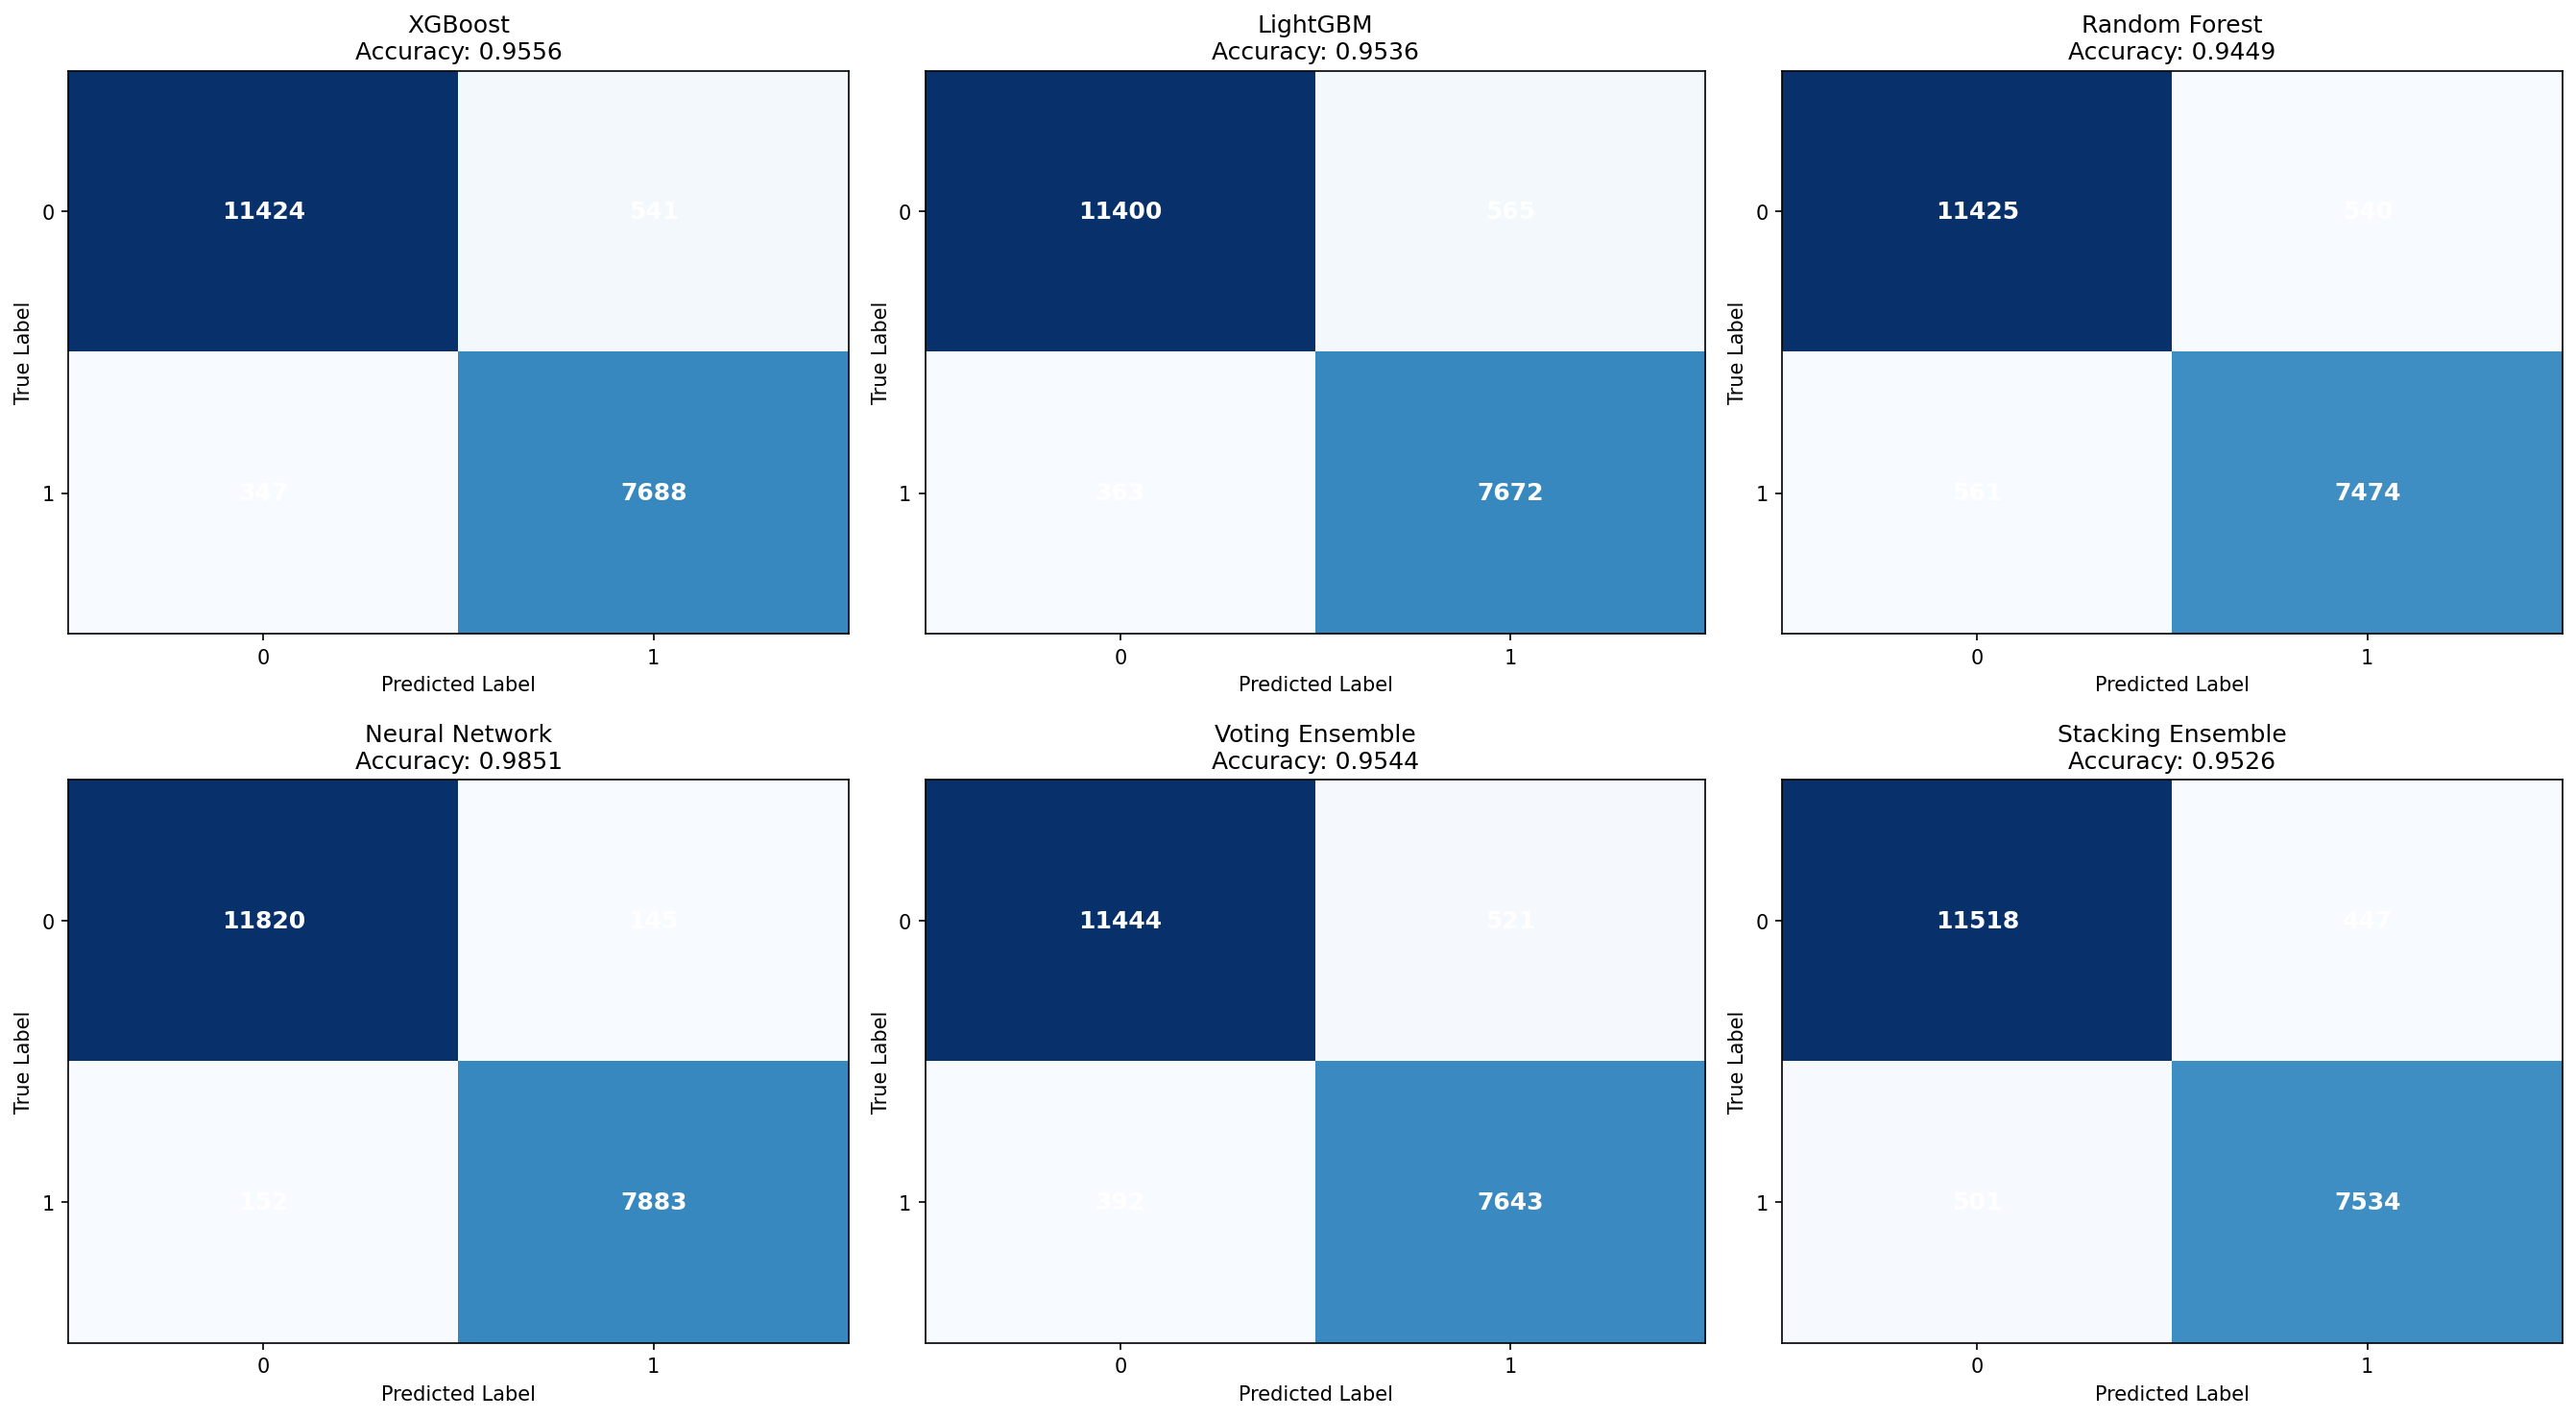 XGBoost
Accuracy: 0.9556
11424
541
347
7688
0
1
0
1
True Label
Predicted Label
LightGBM
Accuracy: 0.9536
11400
565
363
7672
0
1
0
1
True Label
Predicted Label
Random Forest
Accuracy: 0.9449
11425
540
561
7474
0
1
0
1
True Label
Predicted Label
Neural Network
Accuracy: 0.9851
11820
145
152
7883
0
1
0
1
True Label
Predicted Label
Voting Ensemble
Accuracy: 0.9544
11444
521
392
7643
0
1
0
1
True Label
Predicted Label
Stacking Ensemble
Accuracy: 0.9526
11518
447
501
7534
0
1
0
1
True Label
Predicted Label